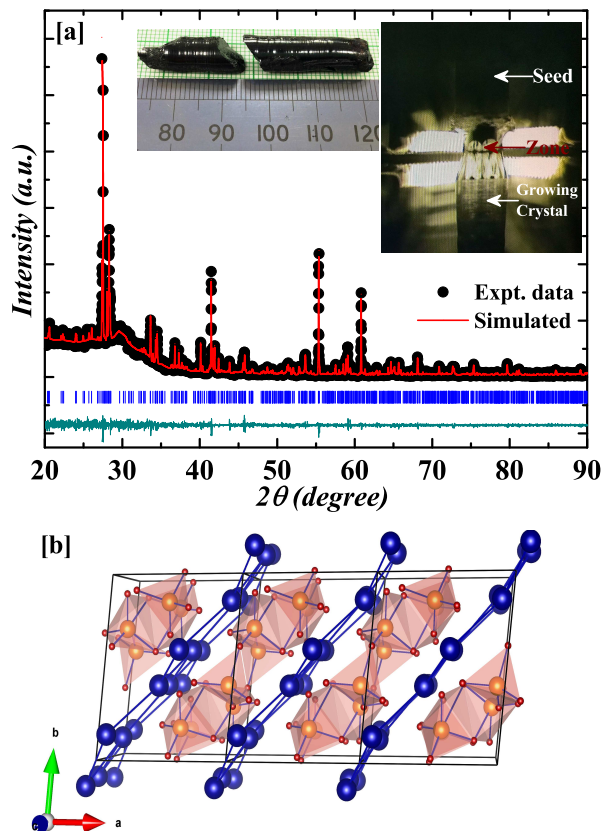 [a]
Intensity (a.u.)
80 90 100 110 120
Seed
Zone
Growing
Crystal
Expt. data
Simulated
20 30 40 50 60 70 80 90
2θ (degree)
[b]
b
a